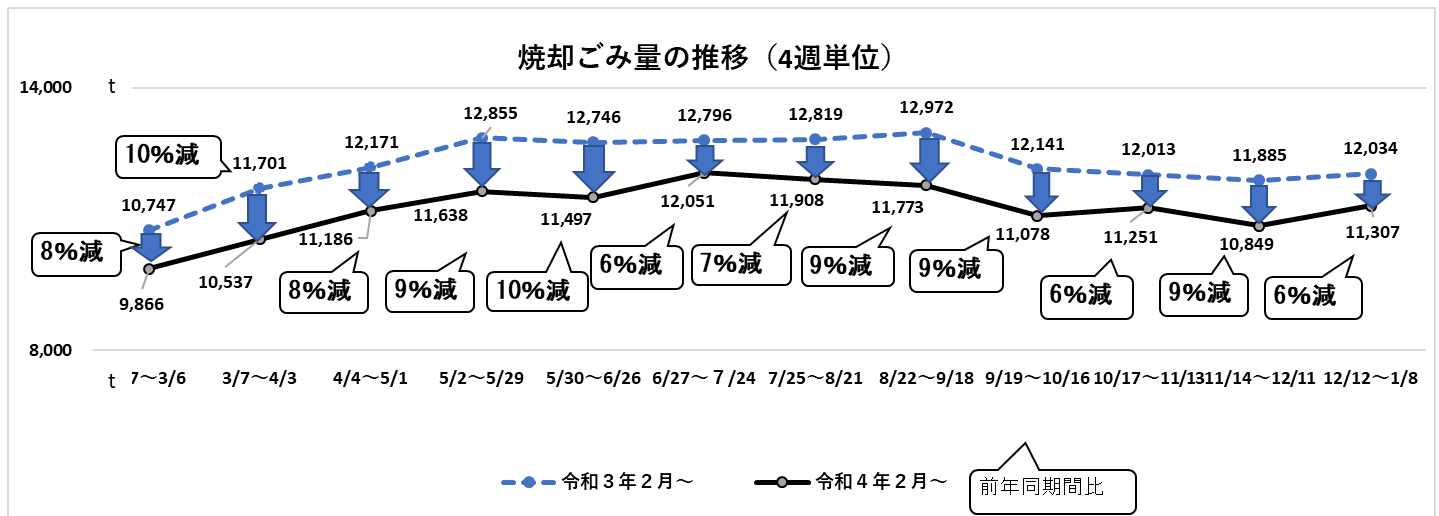 焼却ごみ量の推移（4週単位）
14,000 t
12,855
12,746
12,796
12,819
12,972
12,171
12,141
12,013
11,885
12,034
10%減
11,701
10,747
11,638
11,497
12,051
11,908
11,773
11,186
11,078
11,251
10,849
11,307
8%減
10,537
9,866
8%減
9%減
10%減
6%減
7%減
9%減
9%減
6%減
9%減
6%減
8,000
t 7～3/6 3/7～4/3 4/4～5/1 5/2～5/29 5/30～6/26 6/27～７/24 7/25～8/21 8/22～9/18 9/19～10/16 10/17～11/13 11/14～12/11 12/12～1/8
令和３年２月～ 令和４年２月～
前年同期間比